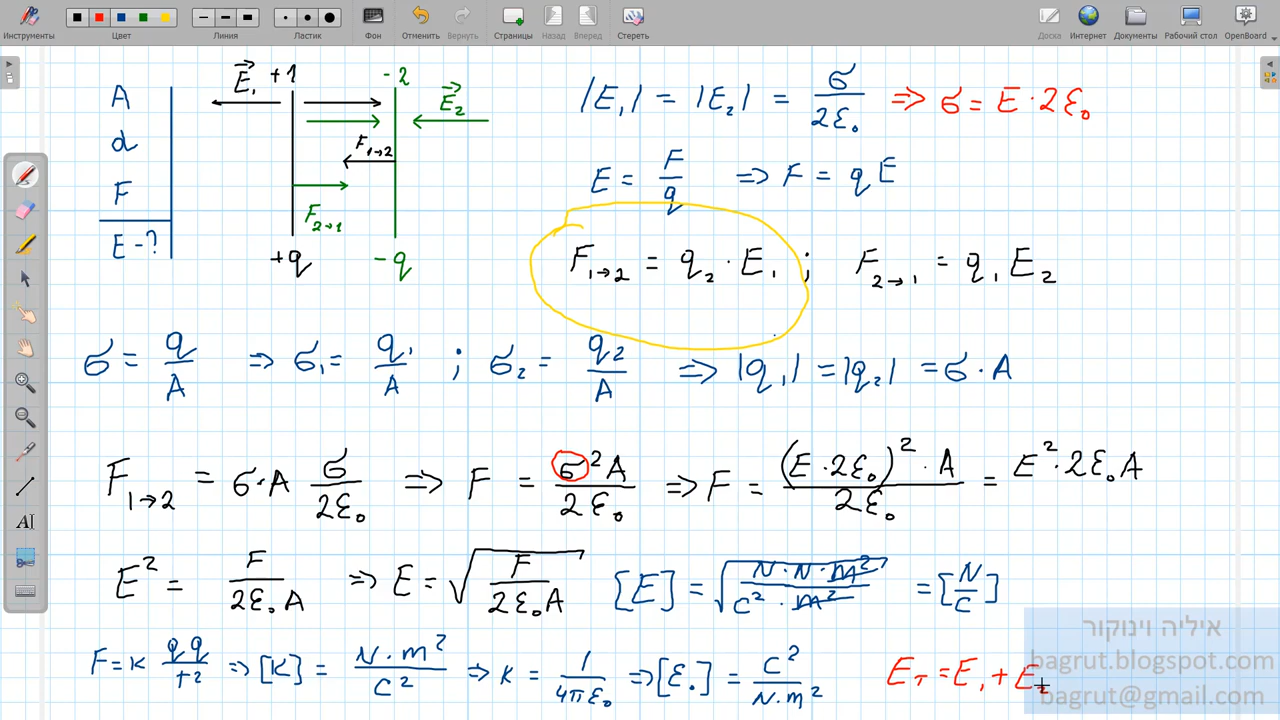 Инструменты Цвет Линия Ластик Фон Отменить Вернуть Страницы Назад Вперед Стереть Доска Интернет Документы Рабочий стол OpenBoard
A
d
F
E-?
E⃗₁ +1 -2 E⃗₂
F₁→₂
F₂→₁
+q -q
|E₁| = |E₂| = σ/2ε₀ => σ = E·2ε₀
E = F/q => F = qE
F₁→₂ = q₂·E₁ ; F₂→₁ = q₁E₂
σ = q/A => σ₁ = q₁/A ; σ₂ = q₂/A => |q₁| = |q₂| = σ·A
F₁→₂ = σ·A σ/2ε₀ => F = σ²A/2ε₀ => F = (E·2ε₀)²·A/2ε₀ = E²·2ε₀A
E² = F/2ε₀A => E = √(F/2ε₀A) [E] = √(N·N·m²/C²·m²) = [N/C]
F = K qq/r² => [K] = N·m²/C² => K = 1/4πε₀ => [ε₀] = C²/N·m² E_T = E₁ + E₂
איליה וינוקור
bagrut.blogspot.com
bagrut@gmail.com